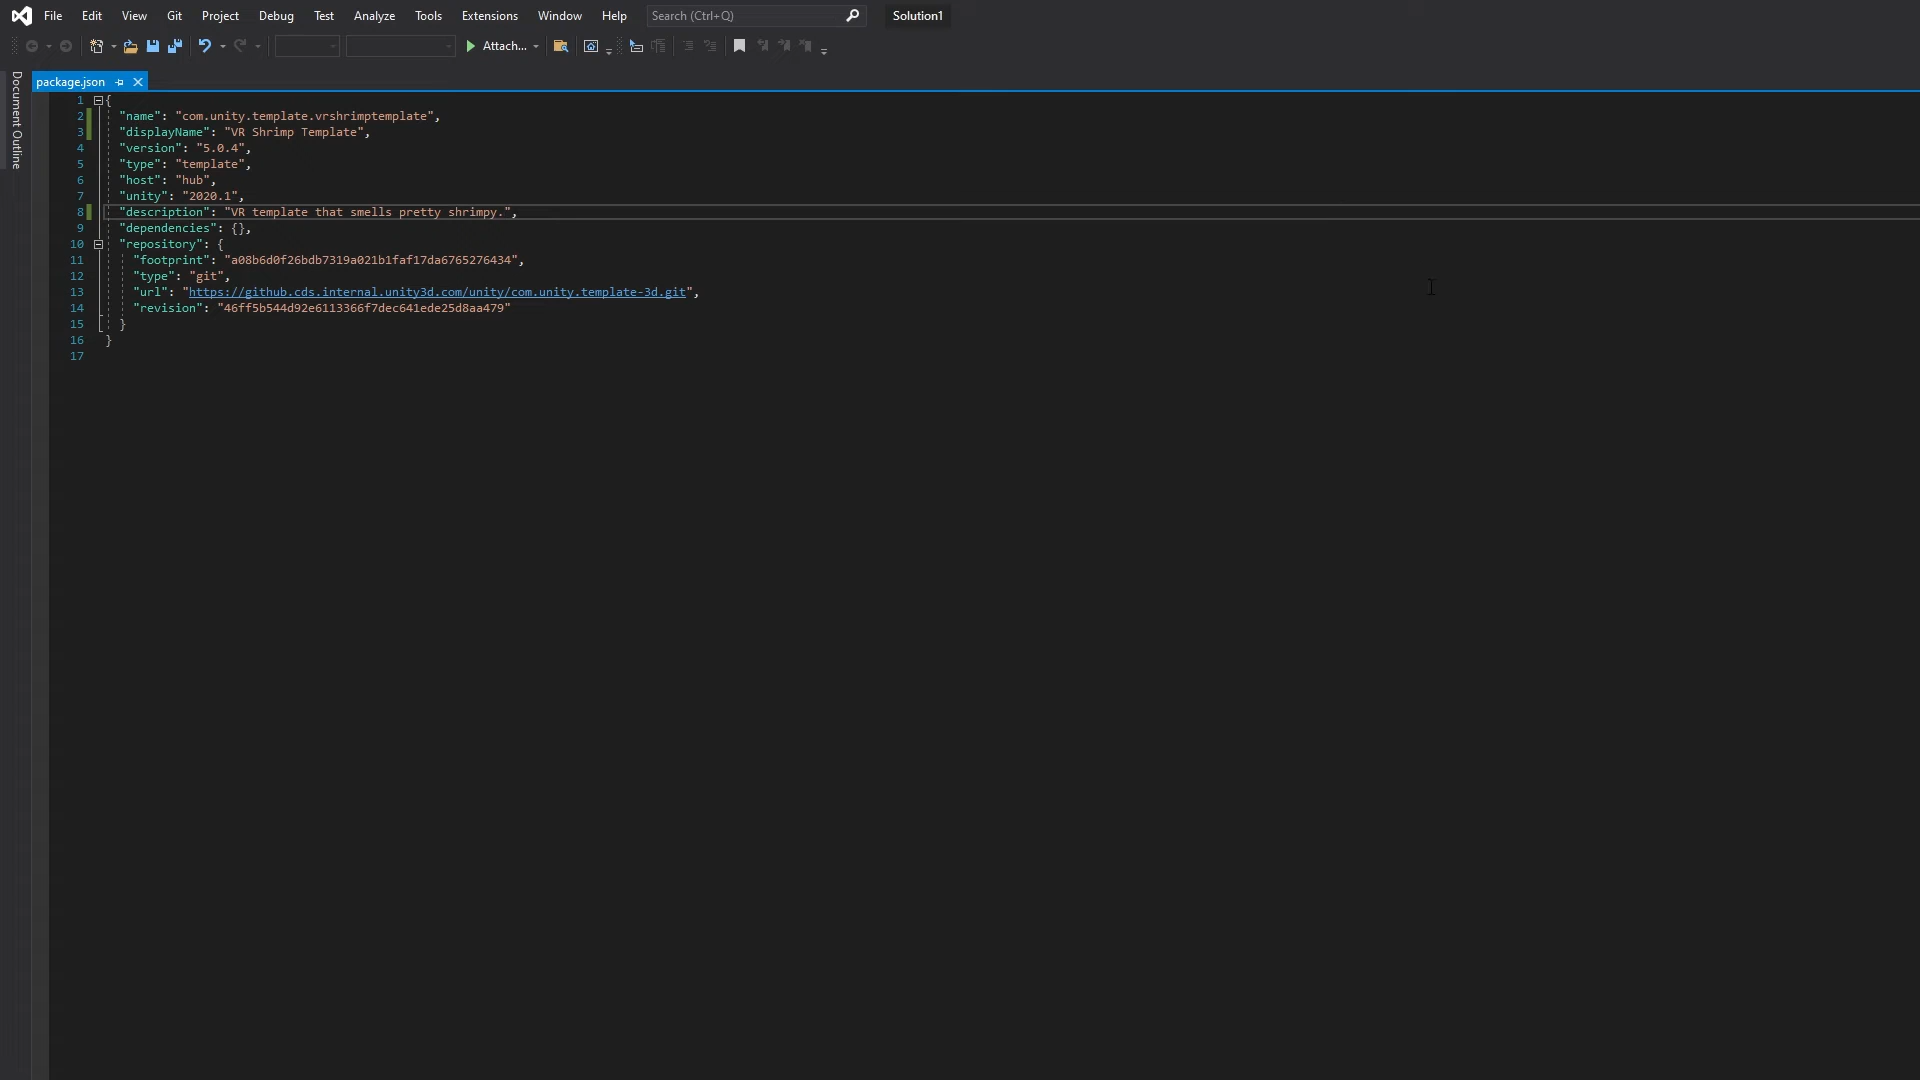 File Edit View Git Project Debug Test Analyze Tools Extensions Window Help Search (Ctrl+Q) Solution1
Attach...
Document Outline
package.json
1 {
2 "name": "com.unity.template.vrshrimptemplate",
3 "displayName": "VR Shrimp Template",
4 "version": "5.0.4",
5 "type": "template",
6 "host": "hub",
7 "unity": "2020.1",
8 "description": "VR template that smells pretty shrimpy.",
9 "dependencies": {},
10 "repository": {
11 "footprint": "a08b6d0f26bdb7319a021b1faf17da6765276434",
12 "type": "git",
13 "url": "https://github.cds.internal.unity3d.com/unity/com.unity.template-3d.git",
14 "revision": "46ff5b544d92e6113366f7dec641ede25d8aa479"
15 }
16 }
17